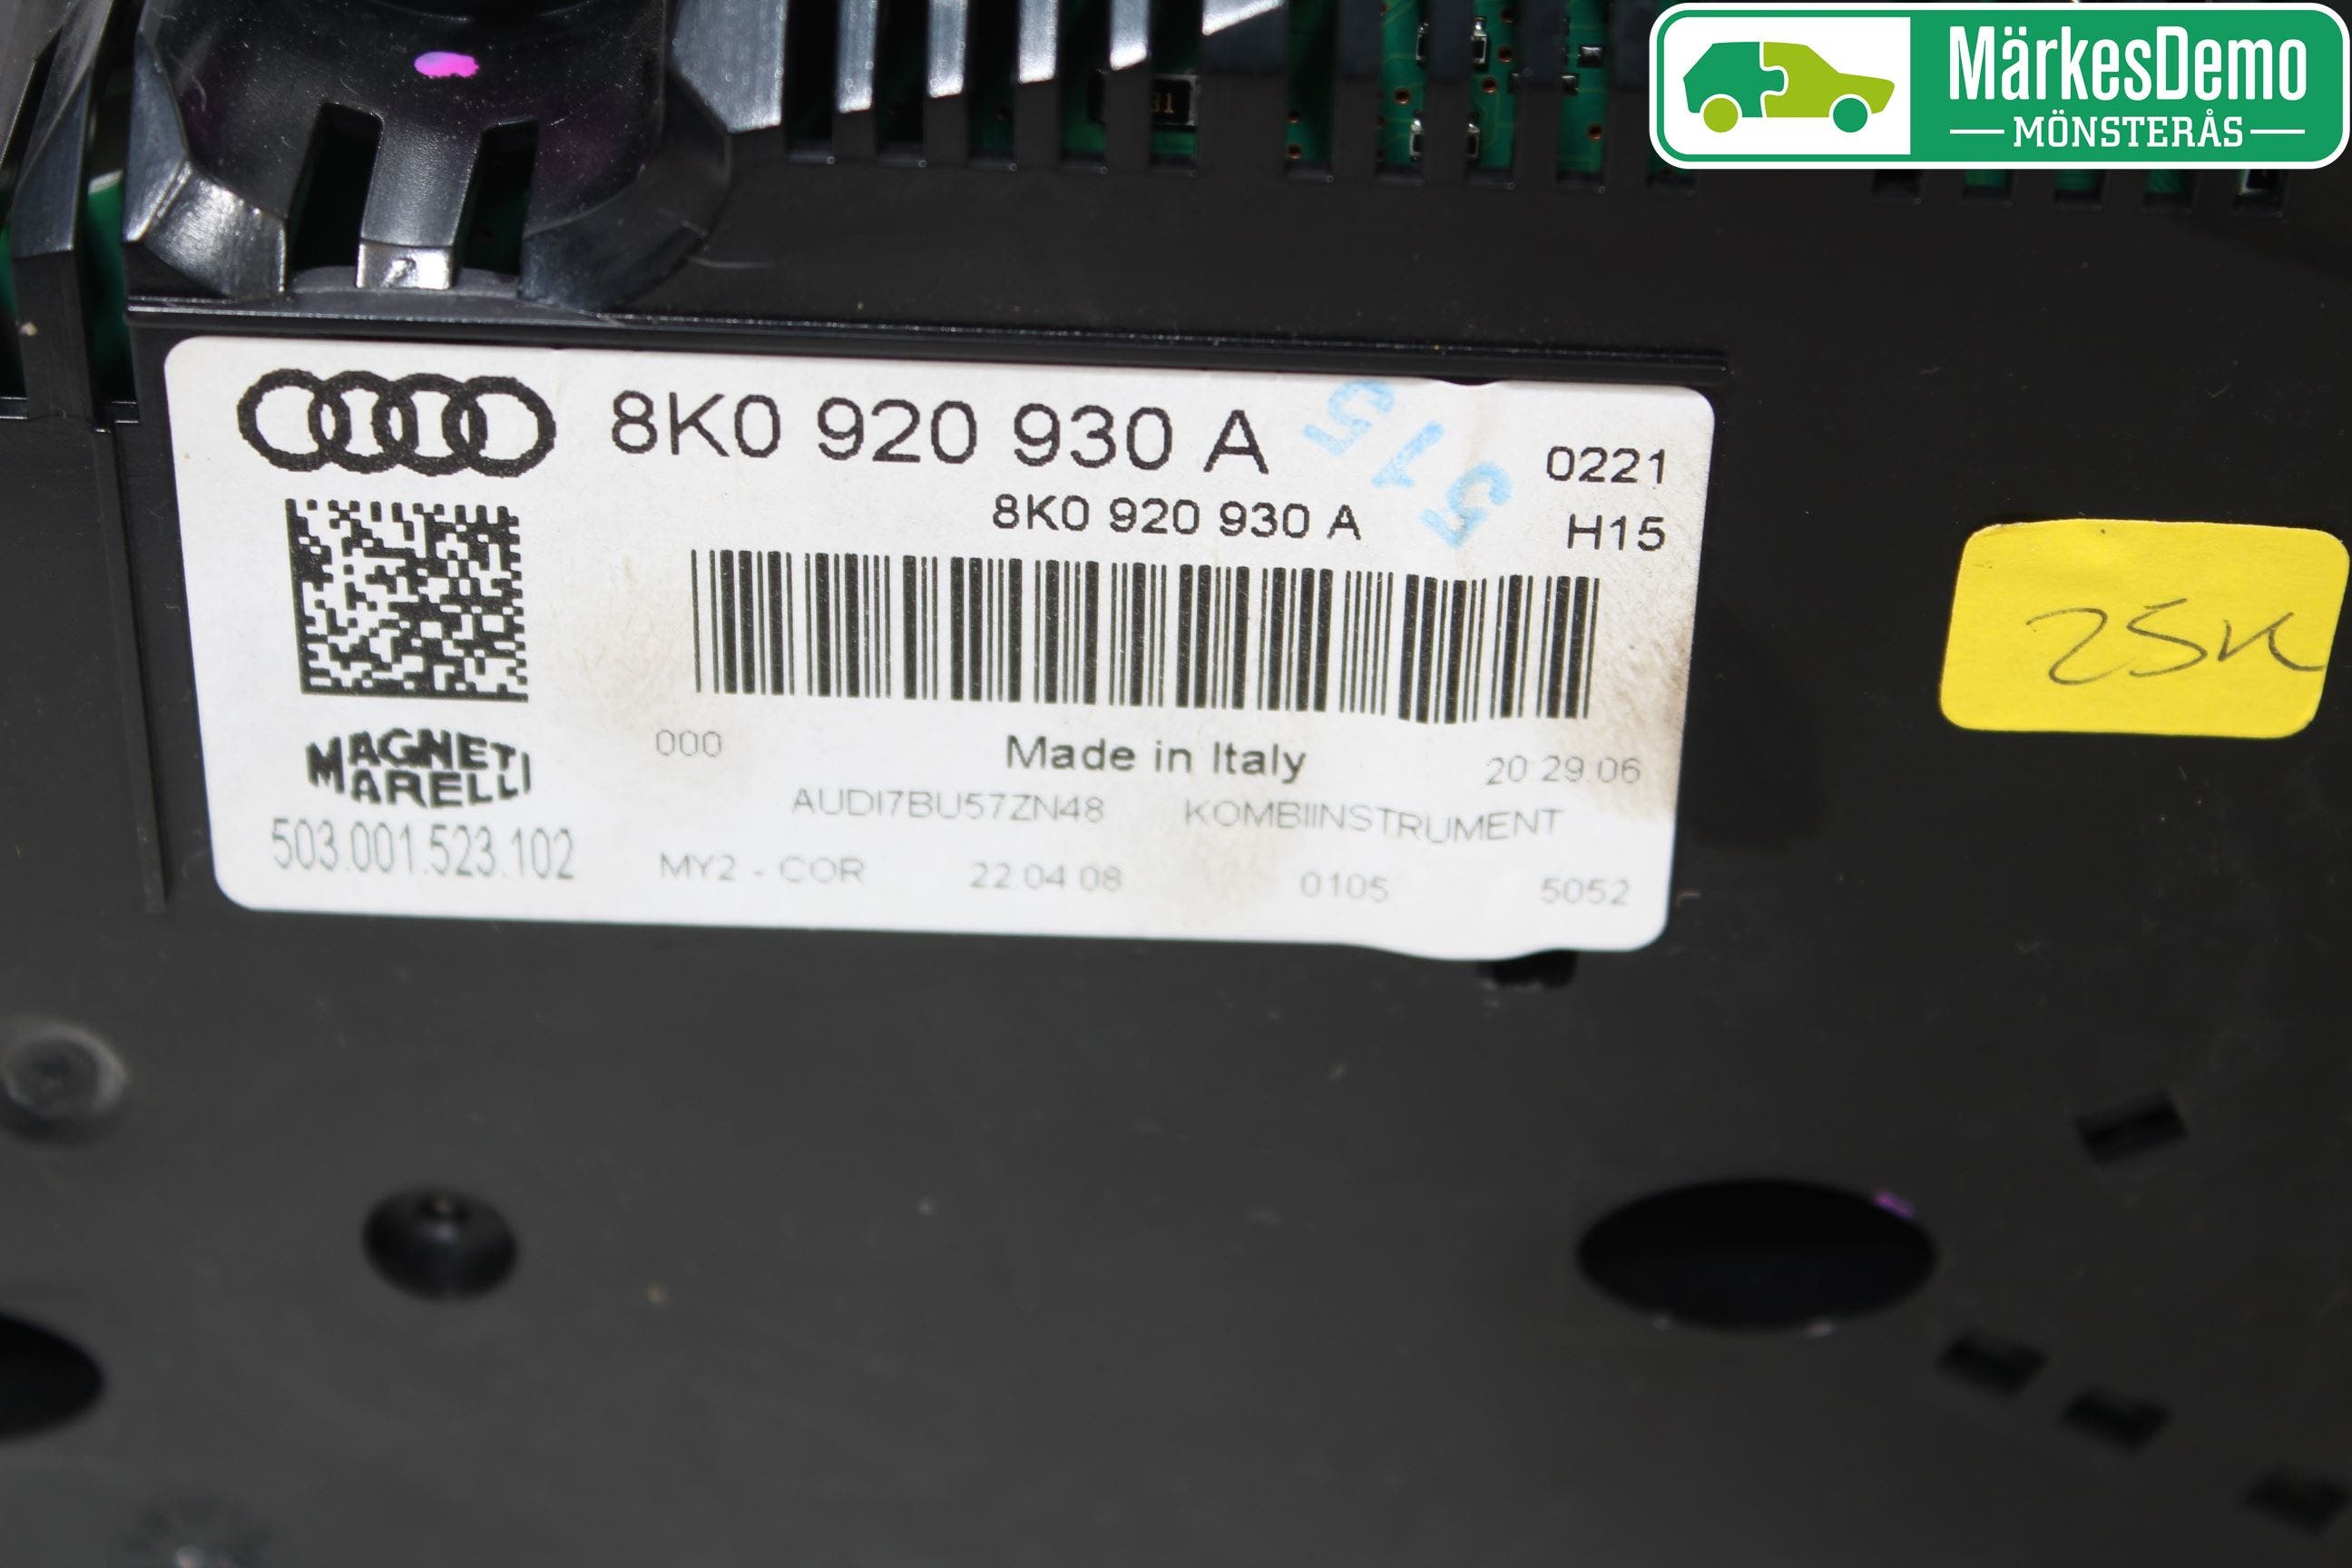 MärkesDemo
MÖNSTERÅS
8K0 920 930 A
515
0221
8K0 920 930 A
H15
MAGNETI
MARELLI
503.001.523.102
000
Made in Italy
20:29:06
AUDI7BU57ZN48 KOMBIINSTRUMENT
MY2 - COR 22.04.08 0105 5052
25K